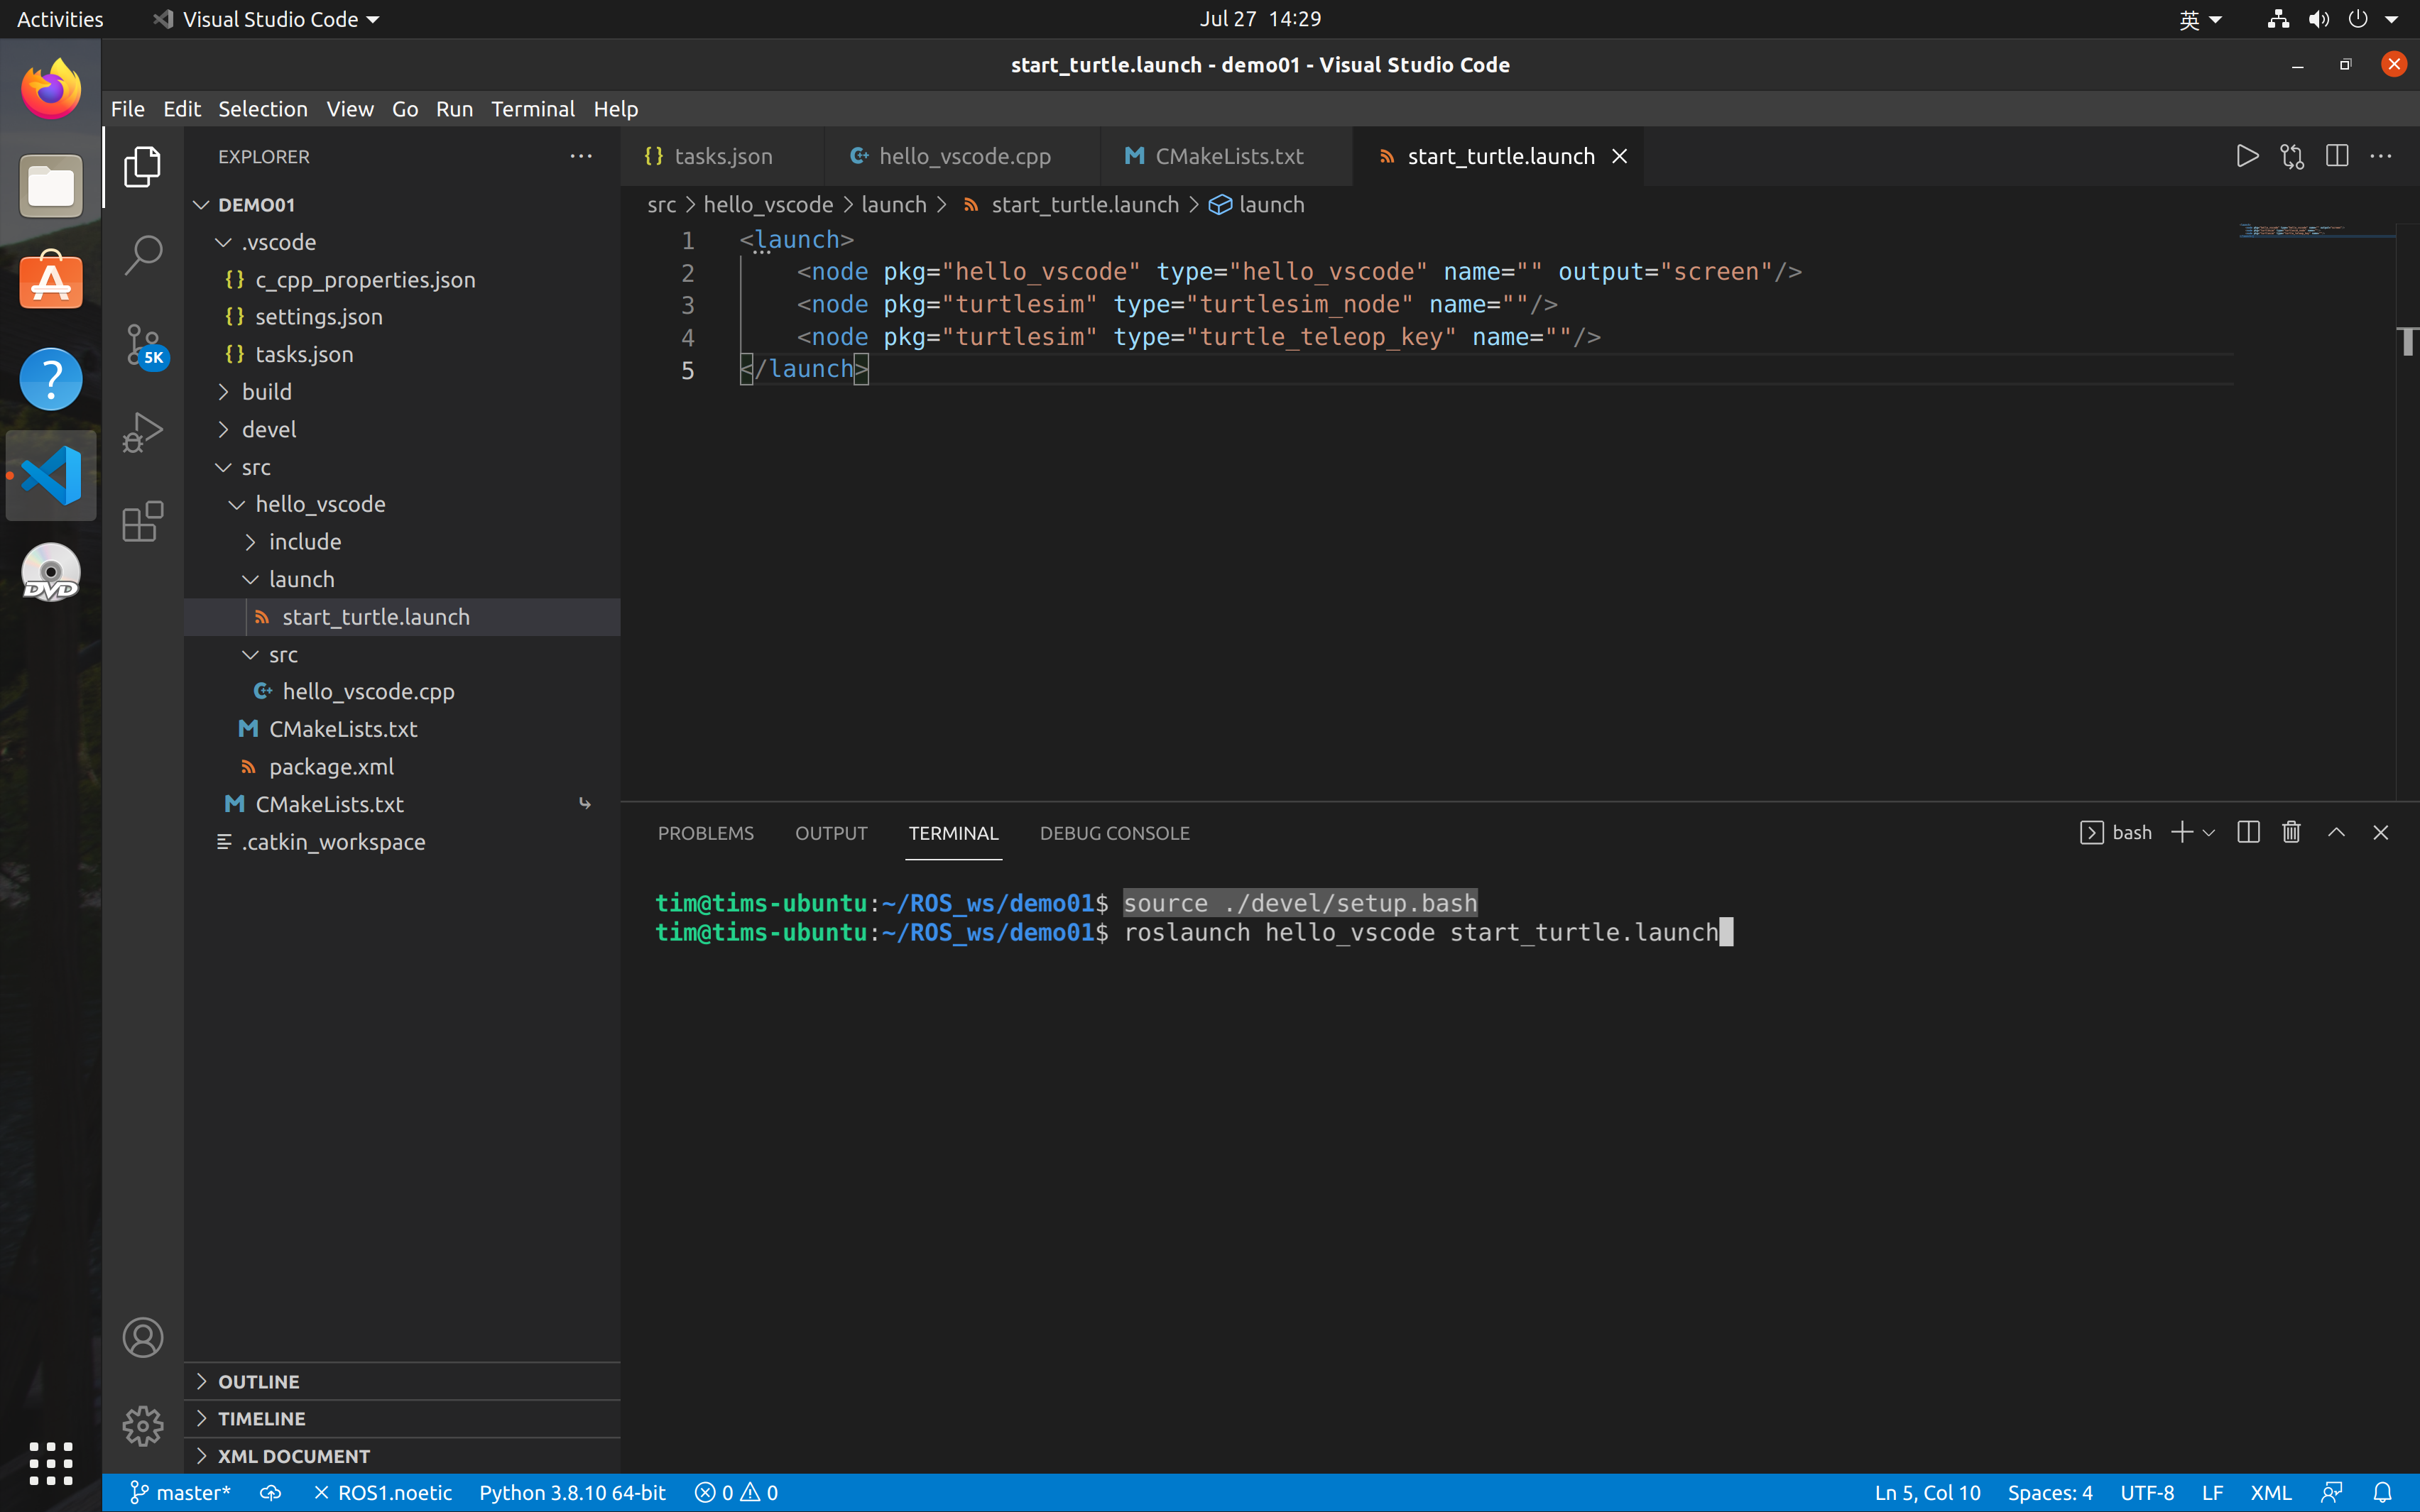 Activities Visual Studio Code Jul 27 14:29 英
start_turtle.launch - demo01 - Visual Studio Code
File Edit Selection View Go Run Terminal Help
EXPLORER
DEMO01
.vscode
c_cpp_properties.json
settings.json
tasks.json
build
devel
src
hello_vscode
include
launch
start_turtle.launch
src
hello_vscode.cpp
CMakeLists.txt
package.xml
CMakeLists.txt
.catkin_workspace
OUTLINE
TIMELINE
XML DOCUMENT
5K
DVD
tasks.json hello_vscode.cpp CMakeLists.txt start_turtle.launch
src > hello_vscode > launch > start_turtle.launch > launch
1 <launch>
2 <node pkg="hello_vscode" type="hello_vscode" name="" output="screen"/>
3 <node pkg="turtlesim" type="turtlesim_node" name=""/>
4 <node pkg="turtlesim" type="turtle_teleop_key" name=""/>
5 </launch>
PROBLEMS OUTPUT TERMINAL DEBUG CONSOLE bash
tim@tims-ubuntu:~/ROS_ws/demo01$ source ./devel/setup.bash
tim@tims-ubuntu:~/ROS_ws/demo01$ roslaunch hello_vscode start_turtle.launch
master* ROS1.noetic Python 3.8.10 64-bit 0 0 Ln 5, Col 10 Spaces: 4 UTF-8 LF XML